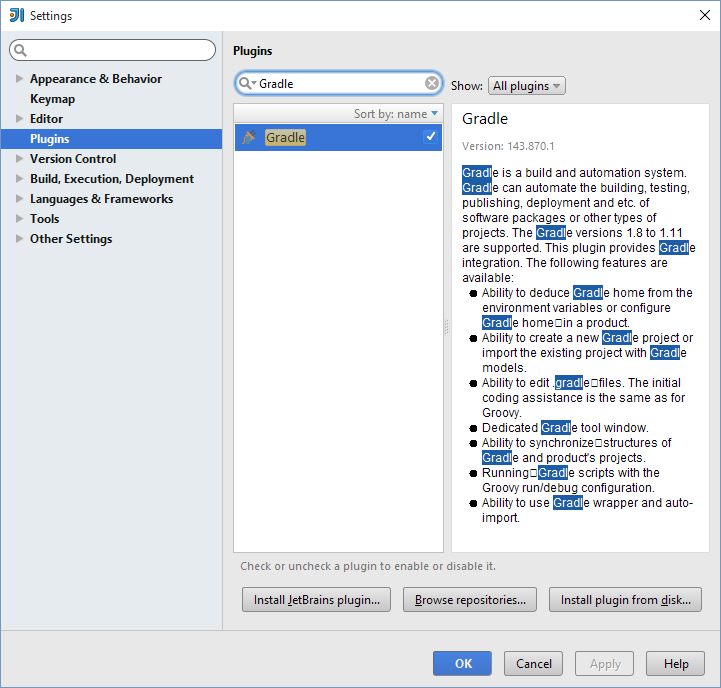 Settings
Plugins
Gradle
Show: All plugins
Appearance & Behavior
Keymap
Editor
Plugins
Version Control
Build, Execution, Deployment
Languages & Frameworks
Tools
Other Settings
Sort by: name
Gradle
Gradle
Version: 143.870.1
Gradle is a build and automation system.
Gradle can automate the building, testing,
publishing, deployment and etc. of
software packages or other types of
projects. The Gradle versions 1.8 to 1.11
are supported. This plugin provides Gradle
integration. The following features are
available:
Ability to deduce Gradle home from the
environment variables or configure
Gradle home□in a product.
Ability to create a new Gradle project or
import the existing project with Gradle
models.
Ability to edit .gradle□files. The initial
coding assistance is the same as for
Groovy.
Dedicated Gradle tool window.
Ability to synchronize□structures of
Gradle and product's projects.
Running□Gradle scripts with the
Groovy run/debug configuration.
Ability to use Gradle wrapper and auto-
import.
Check or uncheck a plugin to enable or disable it.
Install JetBrains plugin...
Browse repositories...
Install plugin from disk...
OK
Cancel
Apply
Help